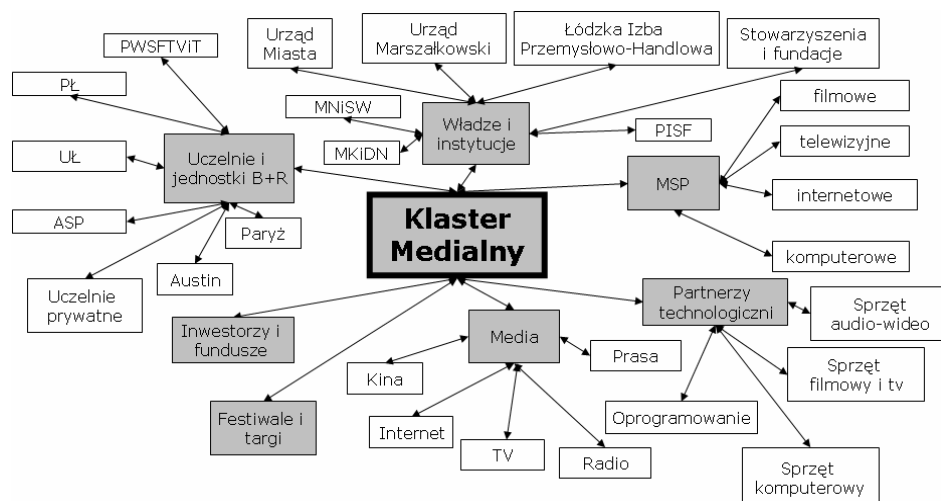 PWSFTViT
Urząd
Miasta
Urząd
Marszałkowski
Łódzka Izba
Przemysłowo-Handlowa
Stowarzyszenia
i fundacje
PŁ
MNiSW
filmowe
Uczelnie i
jednostki B+R
Władze i
instytucje
PISF
telewizyjne
UŁ
MKiDN
MSP
internetowe
ASP
Paryż
Klaster
Medialny
komputerowe
Austin
Uczelnie
prywatne
Partnerzy
technologiczni
Sprzęt
audio-wideo
Inwestorzy i
fundusze
Media
Prasa
Kina
Sprzęt
filmowy i tv
Festiwale i
targi
Internet
Oprogramowanie
TV
Radio
Sprzęt
komputerowy